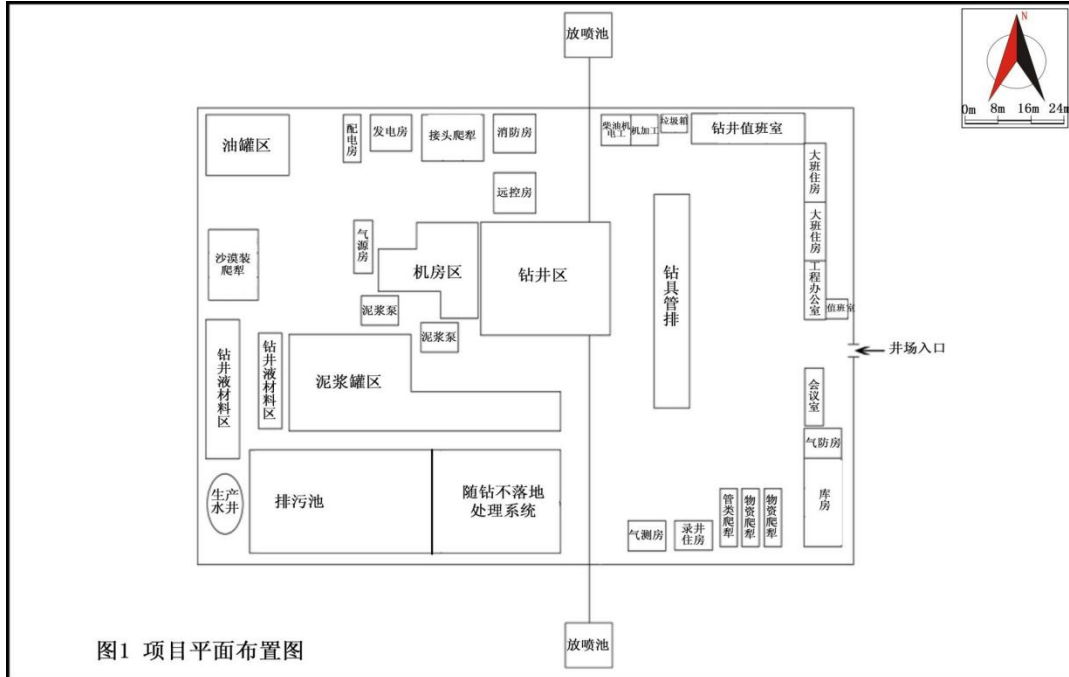 放喷池
N
0m 8m 16m 24m
油罐区
配电房
发电房
接头爬犁
消防房
柴油机
电工
机加工
垃圾箱
钻井值班室
远控房
大班住房
大班住房
工程办公室
值班室
沙漠装
爬犁
气源房
机房区
钻井区
钻具管排
泥浆泵
泥浆泵
井场入口
钻井液材料区
钻井液材料区
泥浆罐区
会议室
气防房
库房
生产
水井
排污池
随钻不落地
处理系统
气测房
录井
住房
管类爬犁
物资爬犁
物资爬犁
放喷池
图1 项目平面布置图